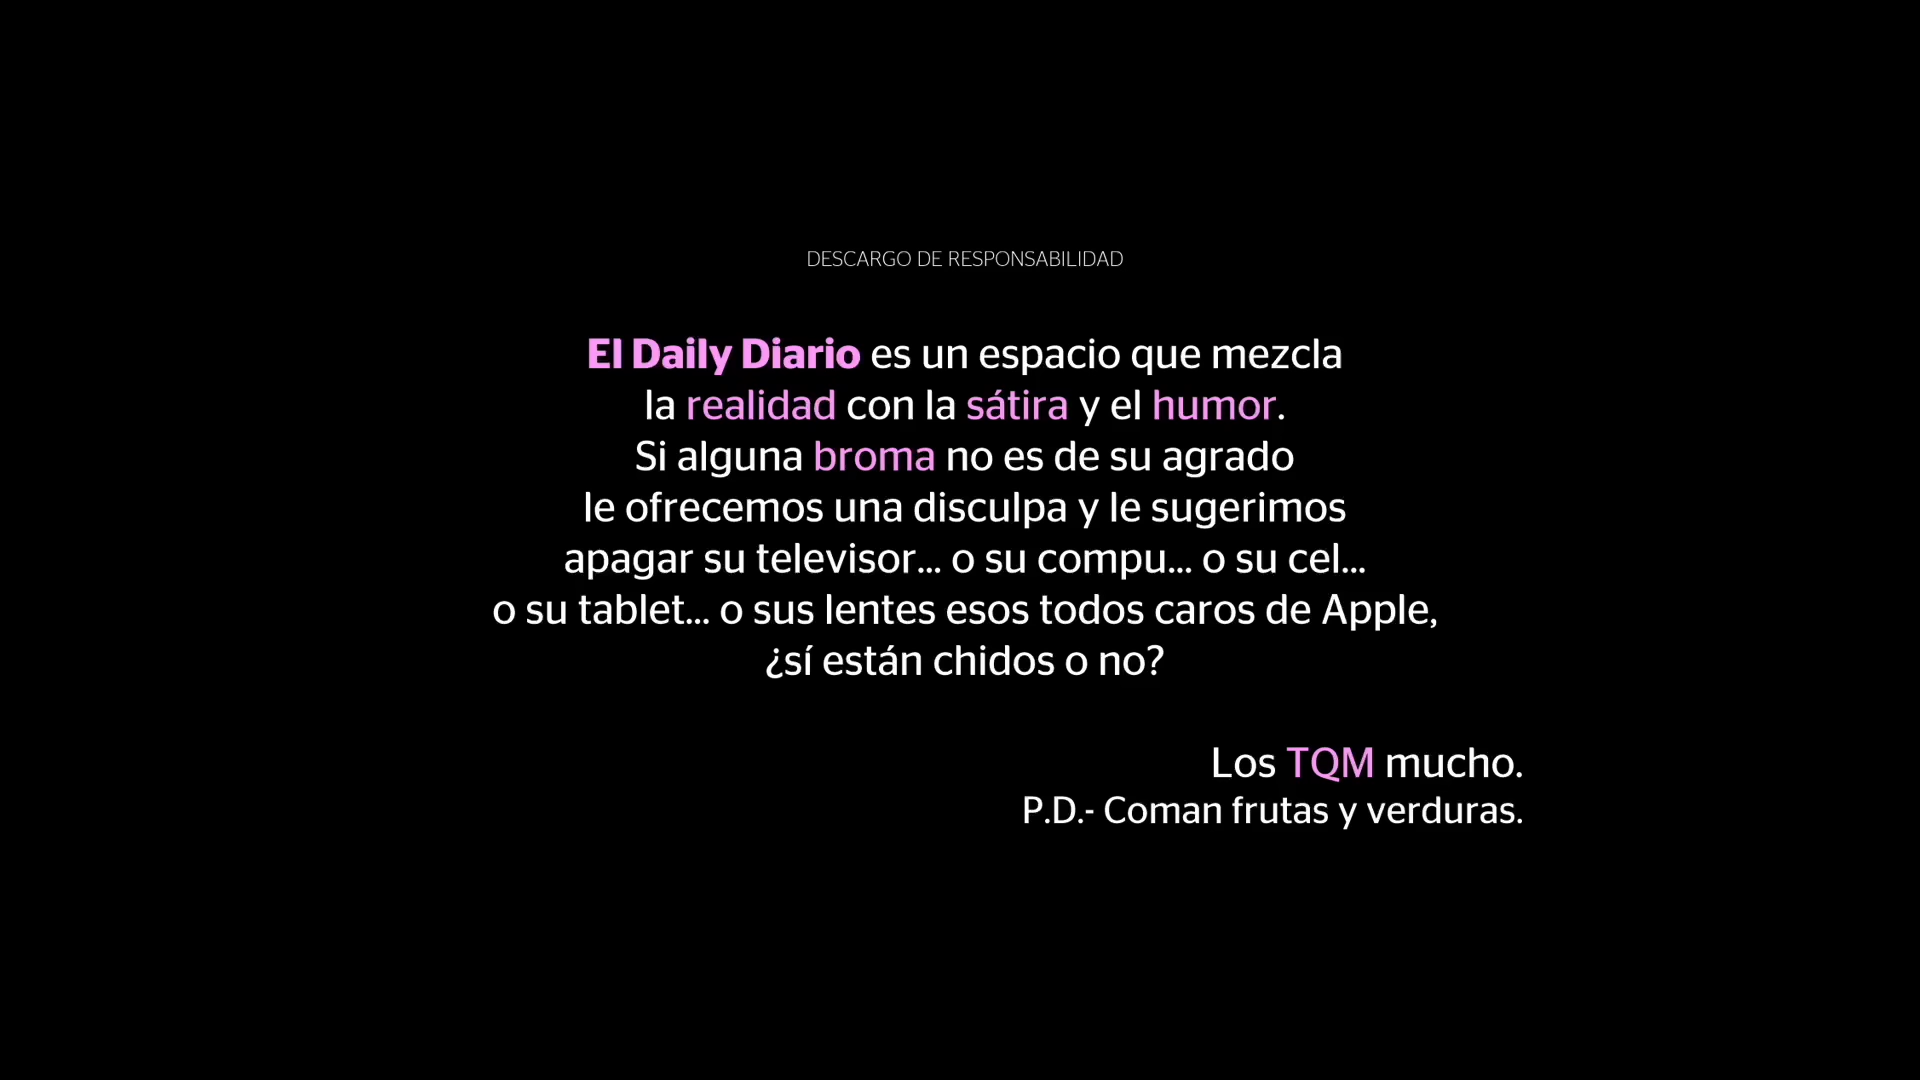 DESCARGO DE RESPONSABILIDAD
El Daily Diario es un espacio que mezcla
la realidad con la sátira y el humor.
Si alguna broma no es de su agrado
le ofrecemos una disculpa y le sugerimos
apagar su televisor... o su compu... o su cel...
o su tablet... o sus lentes esos todos caros de Apple,
¿sí están chidos o no?
Los TQM mucho.
P.D.- Coman frutas y verduras.